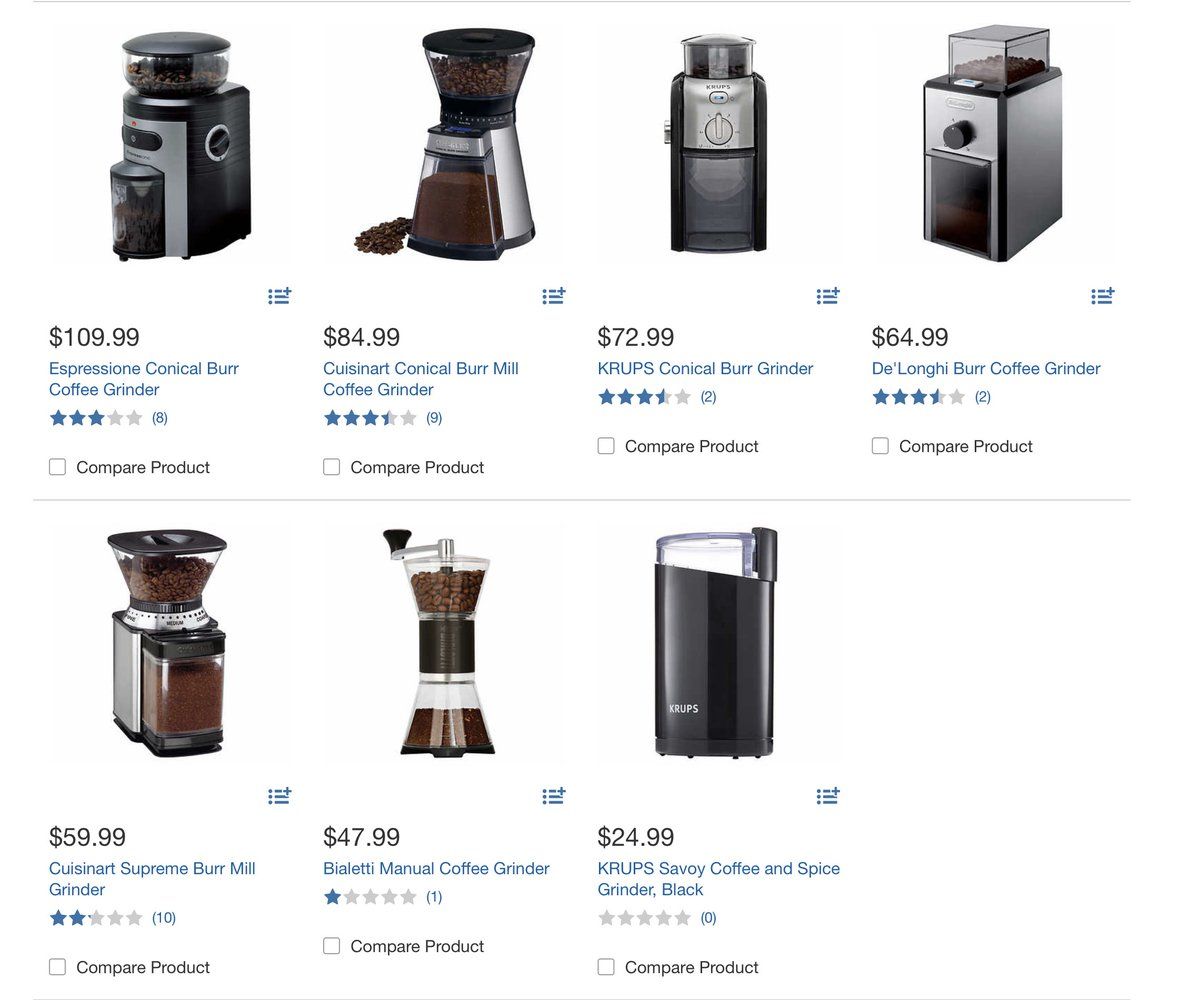 KRUPS
$109.99
$84.99
$72.99
$64.99
Espressione Conical Burr
Coffee Grinder
Cuisinart Conical Burr Mill
Coffee Grinder
KRUPS Conical Burr Grinder
De'Longhi Burr Coffee Grinder
(8)
(9)
(2)
(2)
Compare Product
Compare Product
Compare Product
Compare Product
MEDIUM
KRUPS
$59.99
$47.99
$24.99
Cuisinart Supreme Burr Mill
Grinder
Bialetti Manual Coffee Grinder
KRUPS Savoy Coffee and Spice
Grinder, Black
(10)
(1)
(0)
Compare Product
Compare Product
Compare Product